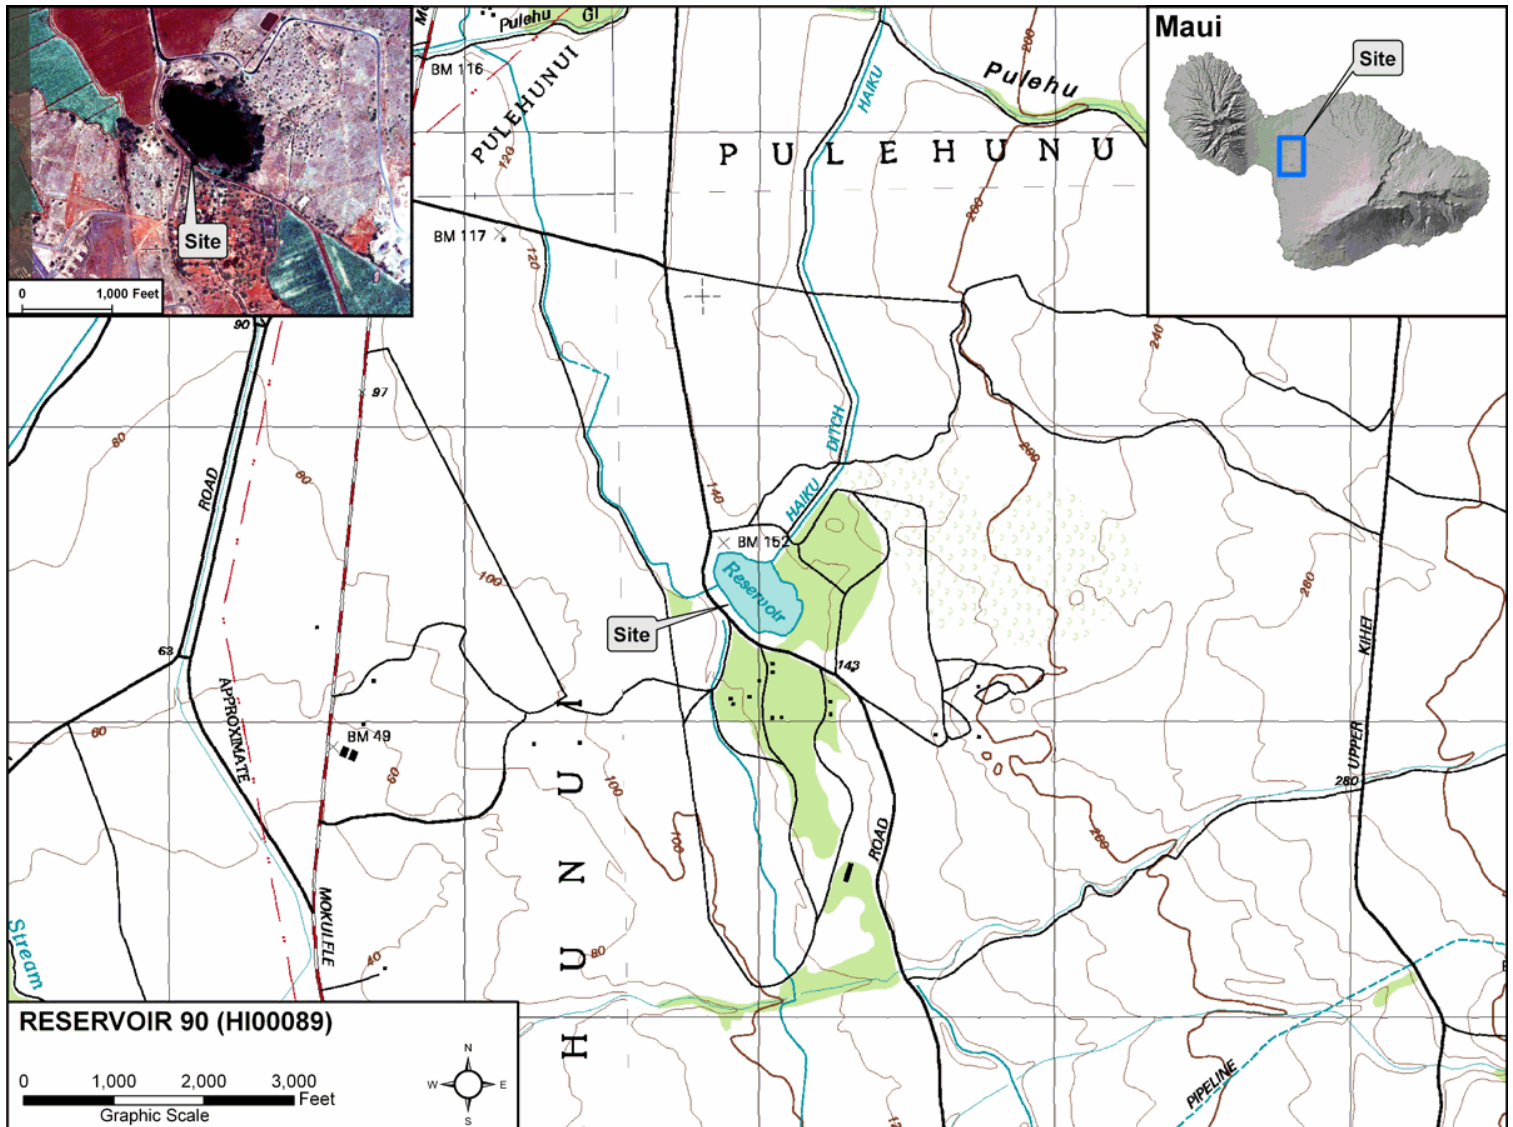 Maui
Site
Site
0 1,000 Feet
Pulehu Gl
BM 116
PULEHUNUI
120
HAIKU
200
Pulehu
PULEHUNU
BM 117
120
260
90
97
80
80
ROAD
240
DITCH
HAIKU
140
200
BM 152
Reservoir
Site
100
280
63
143
KIHEI
UPPER
280
APPROXIMATE
60
BM 49
60
100
100
I
U
N
U
H
ROAD
200
MOKULELE
40
80
Stream
PIPELINE
RESERVOIR 90 (HI00089)
0 1,000 2,000 3,000
Feet
Graphic Scale
N
W E
S